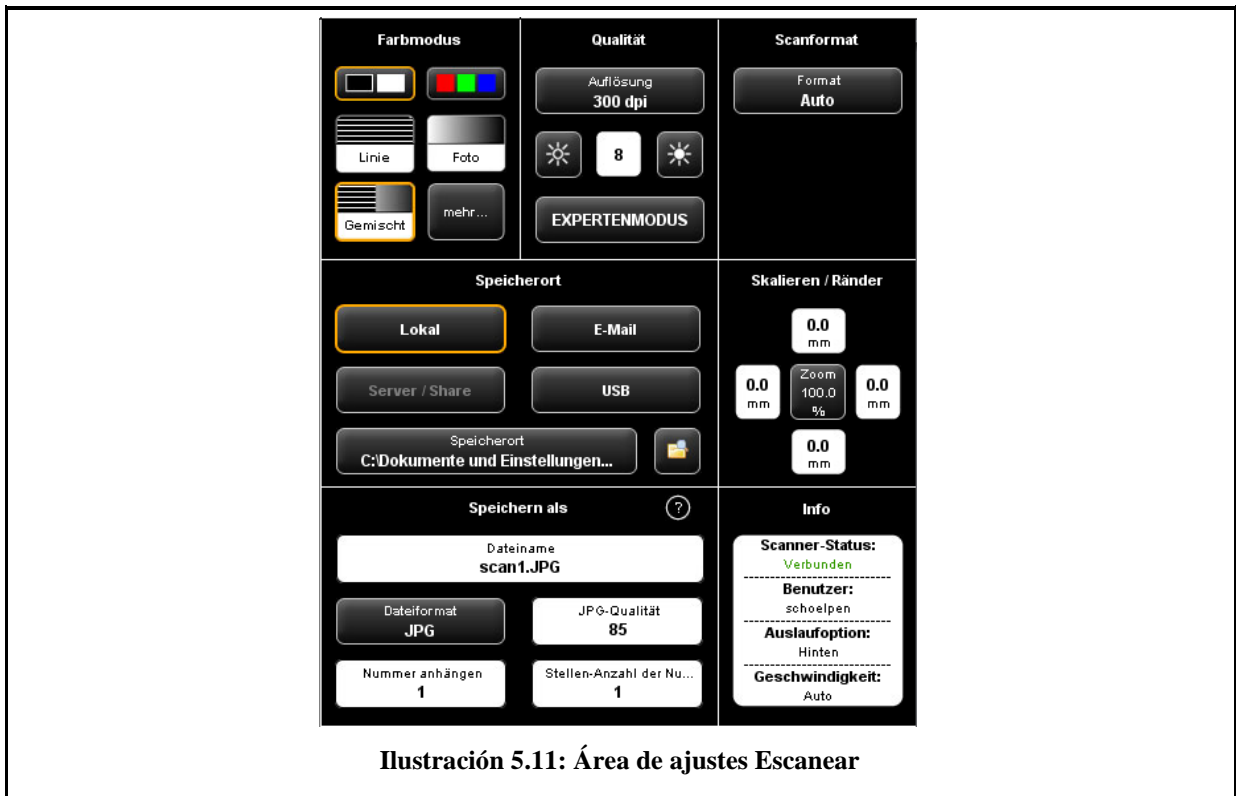 Farbmodus
Linie
Foto
Gemischt
mehr...
Qualität
Auflösung
300 dpi
8
EXPERTENMODUS
Scanformat
Format
Auto
Speicherort
Lokal
E-Mail
Server / Share
USB
Speicherort
C:\Dokumente und Einstellungen...
Skalieren / Ränder
0.0
mm
0.0
mm
Zoom
100.0
%
0.0
mm
0.0
mm
Speichern als
?
Dateiname
scan1.JPG
Dateiformat
JPG
JPG-Qualität
85
Nummer anhängen
1
Stellen-Anzahl der Nu...
1
Info
Scanner-Status:
Verbunden
Benutzer:
schoelpen
Auslaufoption:
Hinten
Geschwindigkeit:
Auto
Ilustración 5.11: Área de ajustes Escanear